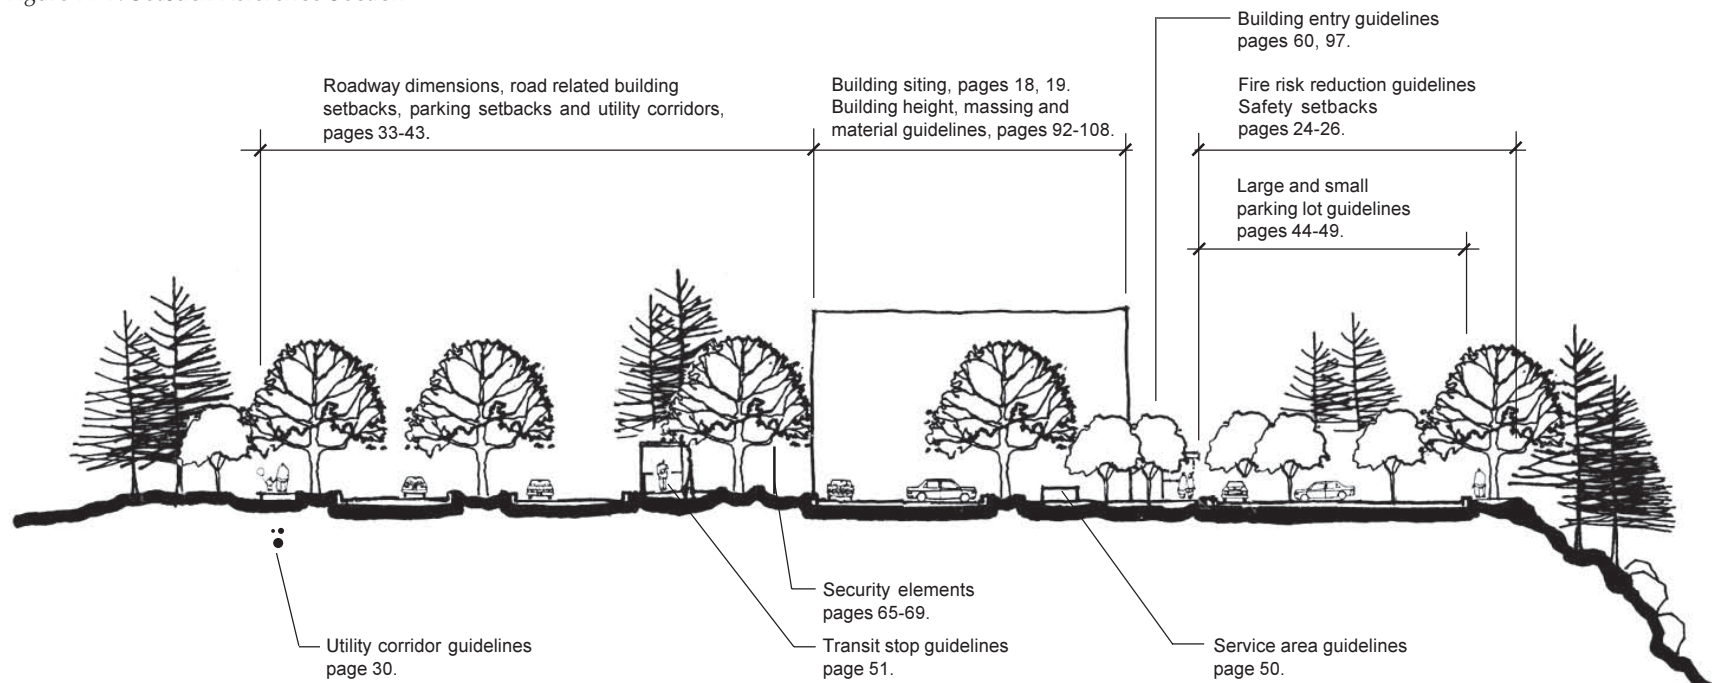 Building entry guidelines
pages 60, 97.
Roadway dimensions, road related building
setbacks, parking setbacks and utility corridors,
pages 33-43.
Building siting, pages 18, 19.
Building height, massing and
material guidelines, pages 92-108.
Fire risk reduction guidelines
Safety setbacks
pages 24-26.
Large and small
parking lot guidelines
pages 44-49.
Security elements
pages 65-69.
Utility corridor guidelines
page 30.
Transit stop guidelines
page 51.
Service area guidelines
page 50.